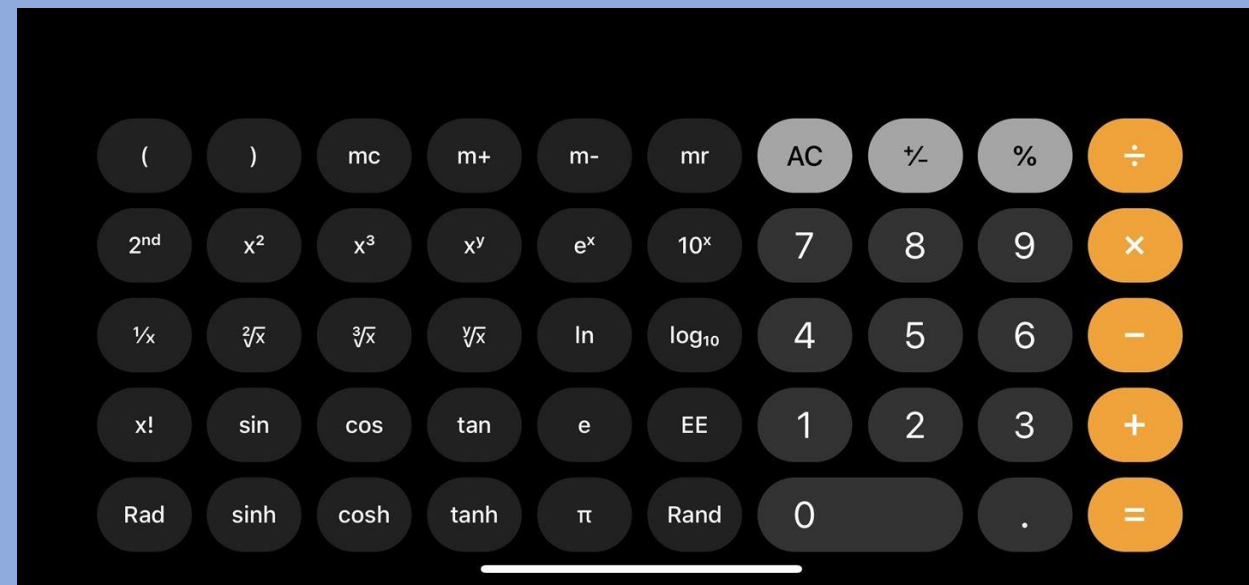 ( ) mc m+ m- mr AC +/- % ÷
2ⁿᵈ x² x³ xʸ eˣ 10ˣ 7 8 9 ×
¹⁄ₓ ²√x ³√x ʸ√x ln log₁₀ 4 5 6 −
x! sin cos tan e EE 1 2 3 +
Rad sinh cosh tanh π Rand 0 . =